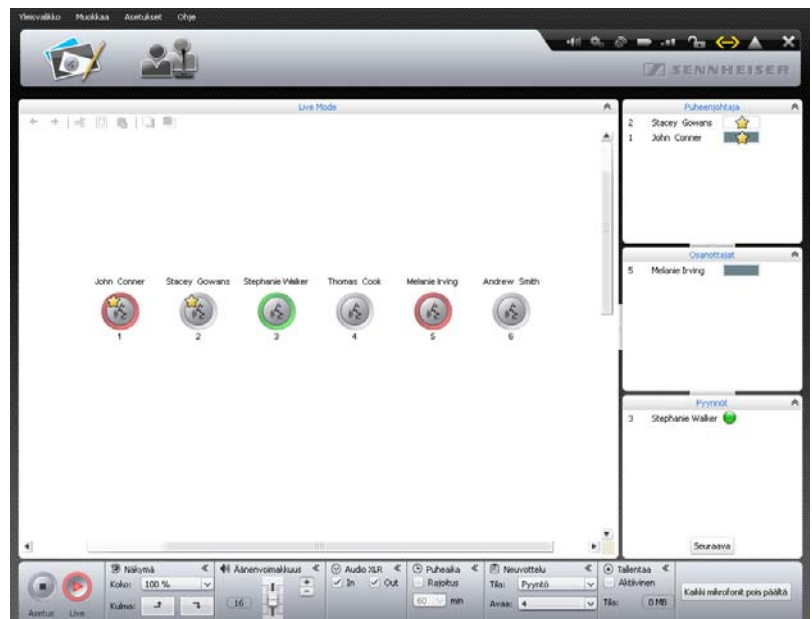 Yleisvalikko Muokkaa Asetukset Ohje
SENNHEISER
Live Mode
Puheenjohtaja
2 Stacey Gowans
1 John Conner
Osanottajat
5 Melanie Irving
John Conner Stacey Gowans Stephanie Walker Thomas Cook Melanie Irving Andrew Smith
1 2 3 4 5 6
Pyynnöt
3 Stephanie Walker
Seuraava
Näkymä Äänenvoimakkuus Audio XLR Puheaika Neuvottelu Tallentaa
Koko: 100 % In Out Rajoitus Tila: Pyyntö Aktiivinen
Kaikki mikrofonit pois päältä
Kulma: 16 60 min Avaa: 4 Tila: 0 MB
Asetus Live